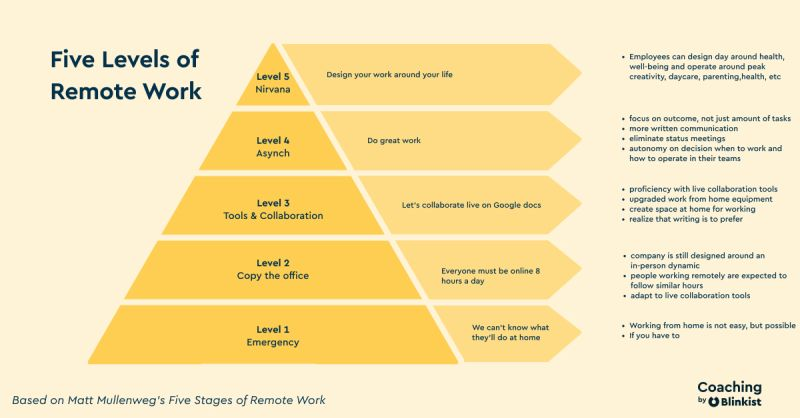 Five Levels of
Remote Work
Level 5
Nirvana
Design your work around your life
• Employees can design day around health,
well-being and operate around peak
creativity, daycare, parenting,health, etc
Level 4
Asynch
Do great work
• focus on outcome, not just amount of tasks
• more written communication
• eliminate status meetings
• autonomy on decision when to work and
how to operate in their teams
Level 3
Tools & Collaboration
Let's collaborate live on Google docs
• proficiency with live collaboration tools
• upgraded work from home equipment
• create space at home for working
• realize that writing is to prefer
Level 2
Copy the office
Everyone must be online 8
hours a day
• company is still designed around an
in-person dynamic
• people working remotely are expected to
follow similar hours
• adapt to live collaboration tools
Level 1
Emergency
We can't know what
they'll do at home
• Working from home is not easy, but possible
• If you have to
Based on Matt Mullenweg's Five Stages of Remote Work
Coaching
by Blinkist